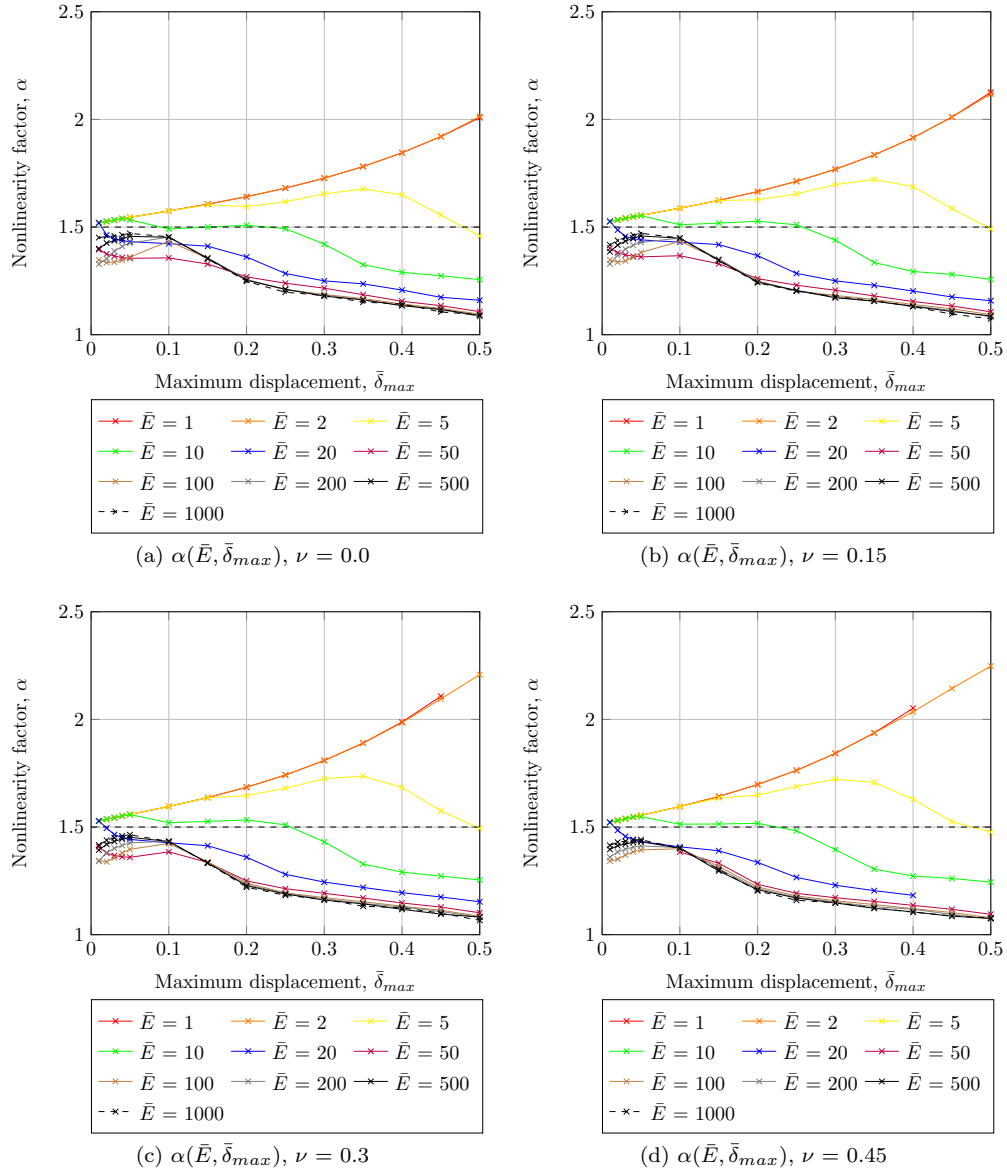 2.5
2
1.5
1
Nonlinearity factor, α
0 0.1 0.2 0.3 0.4 0.5
Maximum displacement, δ̄max
Ē = 1 Ē = 2 Ē = 5
Ē = 10 Ē = 20 Ē = 50
Ē = 100 Ē = 200 Ē = 500
Ē = 1000
(a) α(Ē, δ̄max), ν = 0.0
2.5
2
1.5
1
Nonlinearity factor, α
0 0.1 0.2 0.3 0.4 0.5
Maximum displacement, δ̄max
Ē = 1 Ē = 2 Ē = 5
Ē = 10 Ē = 20 Ē = 50
Ē = 100 Ē = 200 Ē = 500
Ē = 1000
(b) α(Ē, δ̄max), ν = 0.15
2.5
2
1.5
1
Nonlinearity factor, α
0 0.1 0.2 0.3 0.4 0.5
Maximum displacement, δ̄max
Ē = 1 Ē = 2 Ē = 5
Ē = 10 Ē = 20 Ē = 50
Ē = 100 Ē = 200 Ē = 500
Ē = 1000
(c) α(Ē, δ̄max), ν = 0.3
2.5
2
1.5
1
Nonlinearity factor, α
0 0.1 0.2 0.3 0.4 0.5
Maximum displacement, δ̄max
Ē = 1 Ē = 2 Ē = 5
Ē = 10 Ē = 20 Ē = 50
Ē = 100 Ē = 200 Ē = 500
Ē = 1000
(d) α(Ē, δ̄max), ν = 0.45